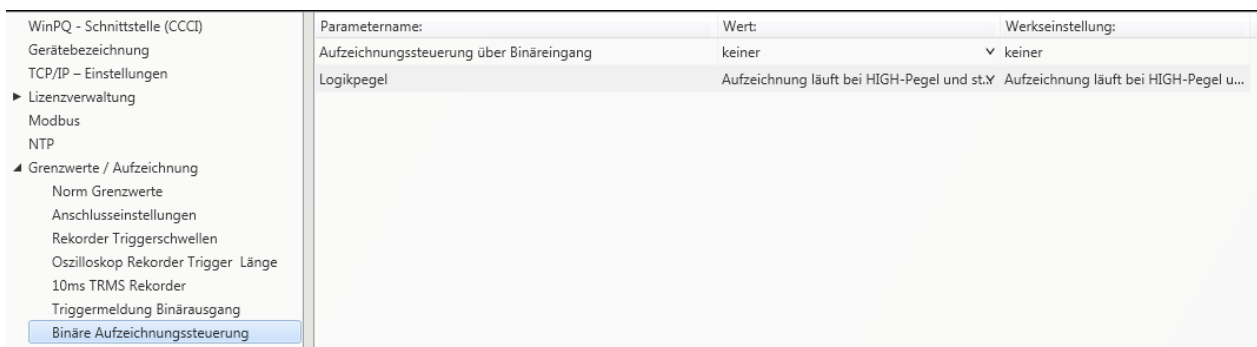 WinPQ - Schnittstelle (CCCI)
Gerätebezeichnung
TCP/IP – Einstellungen
Lizenzverwaltung
Modbus
NTP
Grenzwerte / Aufzeichnung
Norm Grenzwerte
Anschlusseinstellungen
Rekorder Triggerschwellen
Oszilloskop Rekorder Trigger Länge
10ms TRMS Rekorder
Triggermeldung Binärausgang
Binäre Aufzeichnungssteuerung
Parametername: Wert: Werkseinstellung:
Aufzeichnungssteuerung über Binäreingang keiner keiner
Logikpegel Aufzeichnung läuft bei HIGH-Pegel und st. Aufzeichnung läuft bei HIGH-Pegel u...